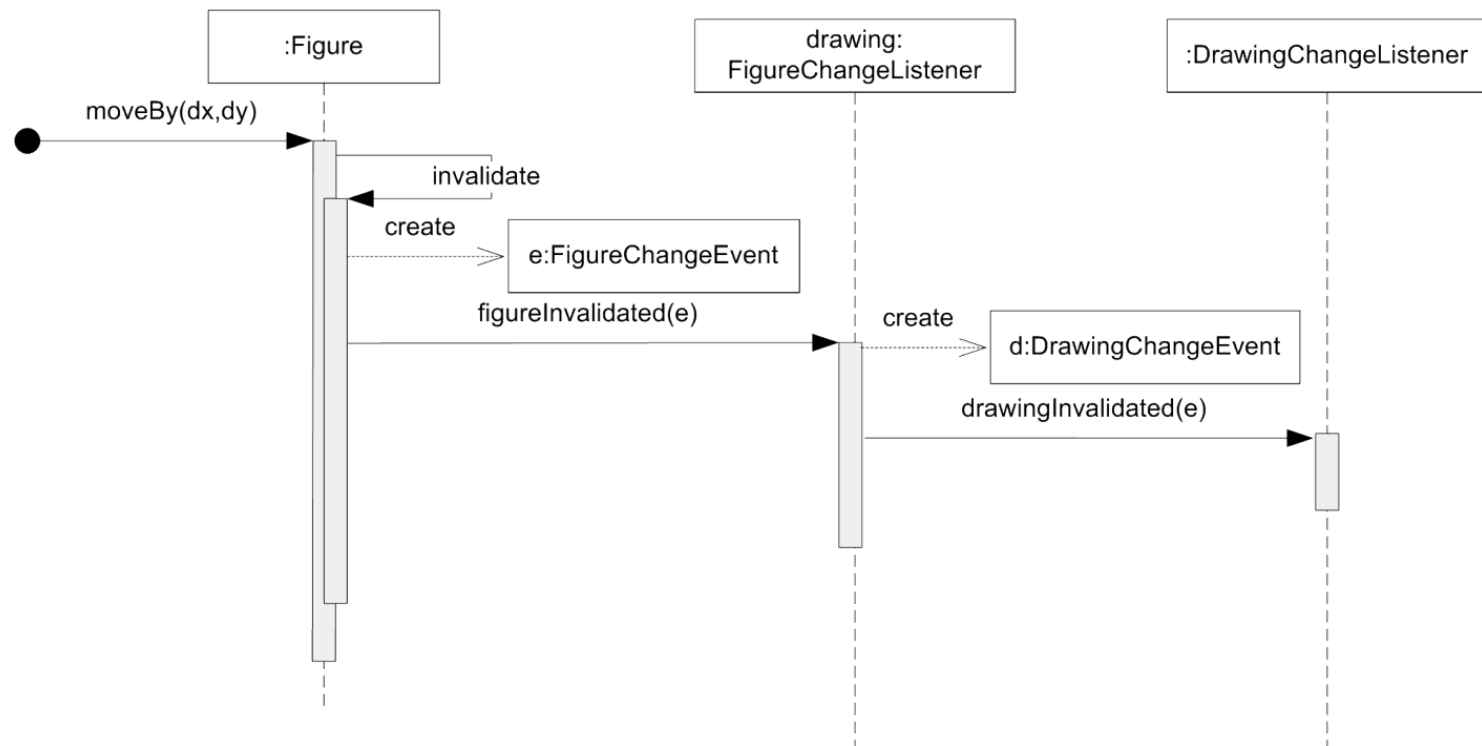 :Figure
drawing:
FigureChangeListener
:DrawingChangeListener
moveBy(dx,dy)
invalidate
create
e:FigureChangeEvent
figureInvalidated(e)
create
d:DrawingChangeEvent
drawingInvalidated(e)